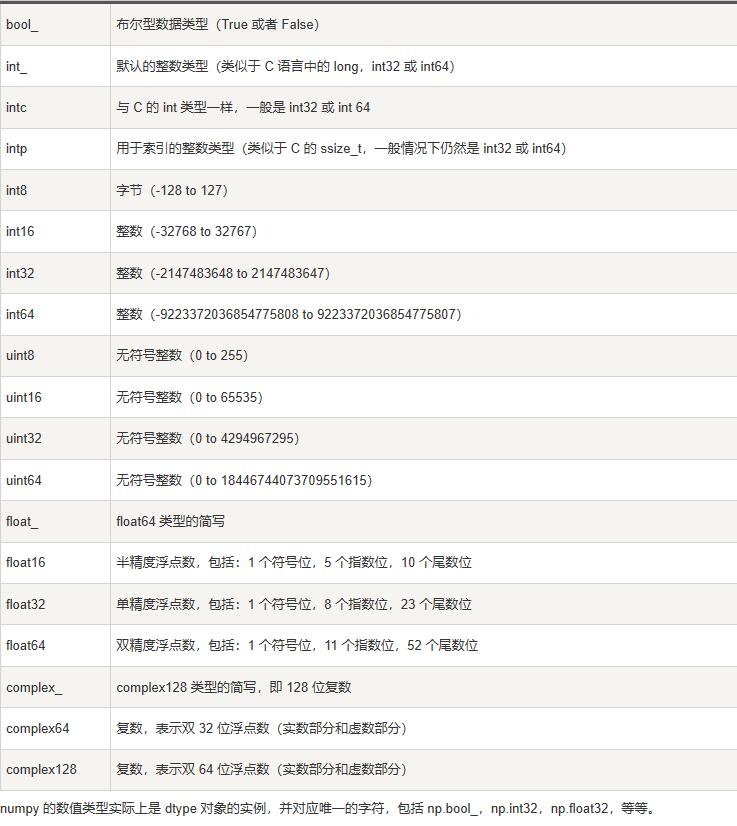 bool_ 布尔型数据类型（True 或者 False）
int_ 默认的整数类型（类似于 C 语言中的 long，int32 或 int64）
intc 与 C 的 int 类型一样，一般是 int32 或 int 64
intp 用于索引的整数类型（类似于 C 的 ssize_t，一般情况下仍然是 int32 或 int64）
int8 字节（-128 to 127）
int16 整数（-32768 to 32767）
int32 整数（-2147483648 to 2147483647）
int64 整数（-9223372036854775808 to 9223372036854775807）
uint8 无符号整数（0 to 255）
uint16 无符号整数（0 to 65535）
uint32 无符号整数（0 to 4294967295）
uint64 无符号整数（0 to 18446744073709551615）
float_ float64 类型的简写
float16 半精度浮点数，包括：1 个符号位，5 个指数位，10 个尾数位
float32 单精度浮点数，包括：1 个符号位，8 个指数位，23 个尾数位
float64 双精度浮点数，包括：1 个符号位，11 个指数位，52 个尾数位
complex_ complex128 类型的简写，即 128 位复数
complex64 复数，表示双 32 位浮点数（实数部分和虚数部分）
complex128 复数，表示双 64 位浮点数（实数部分和虚数部分）
numpy 的数值类型实际上是 dtype 对象的实例，并对应唯一的字符，包括 np.bool_，np.int32，np.float32，等等。